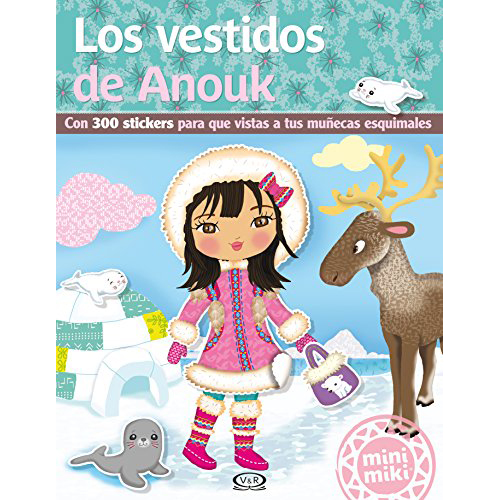 Los vestidos
de Anouk
Con 300 stickers para que vistas a tus muñecas esquimales
mini
miki
V&R